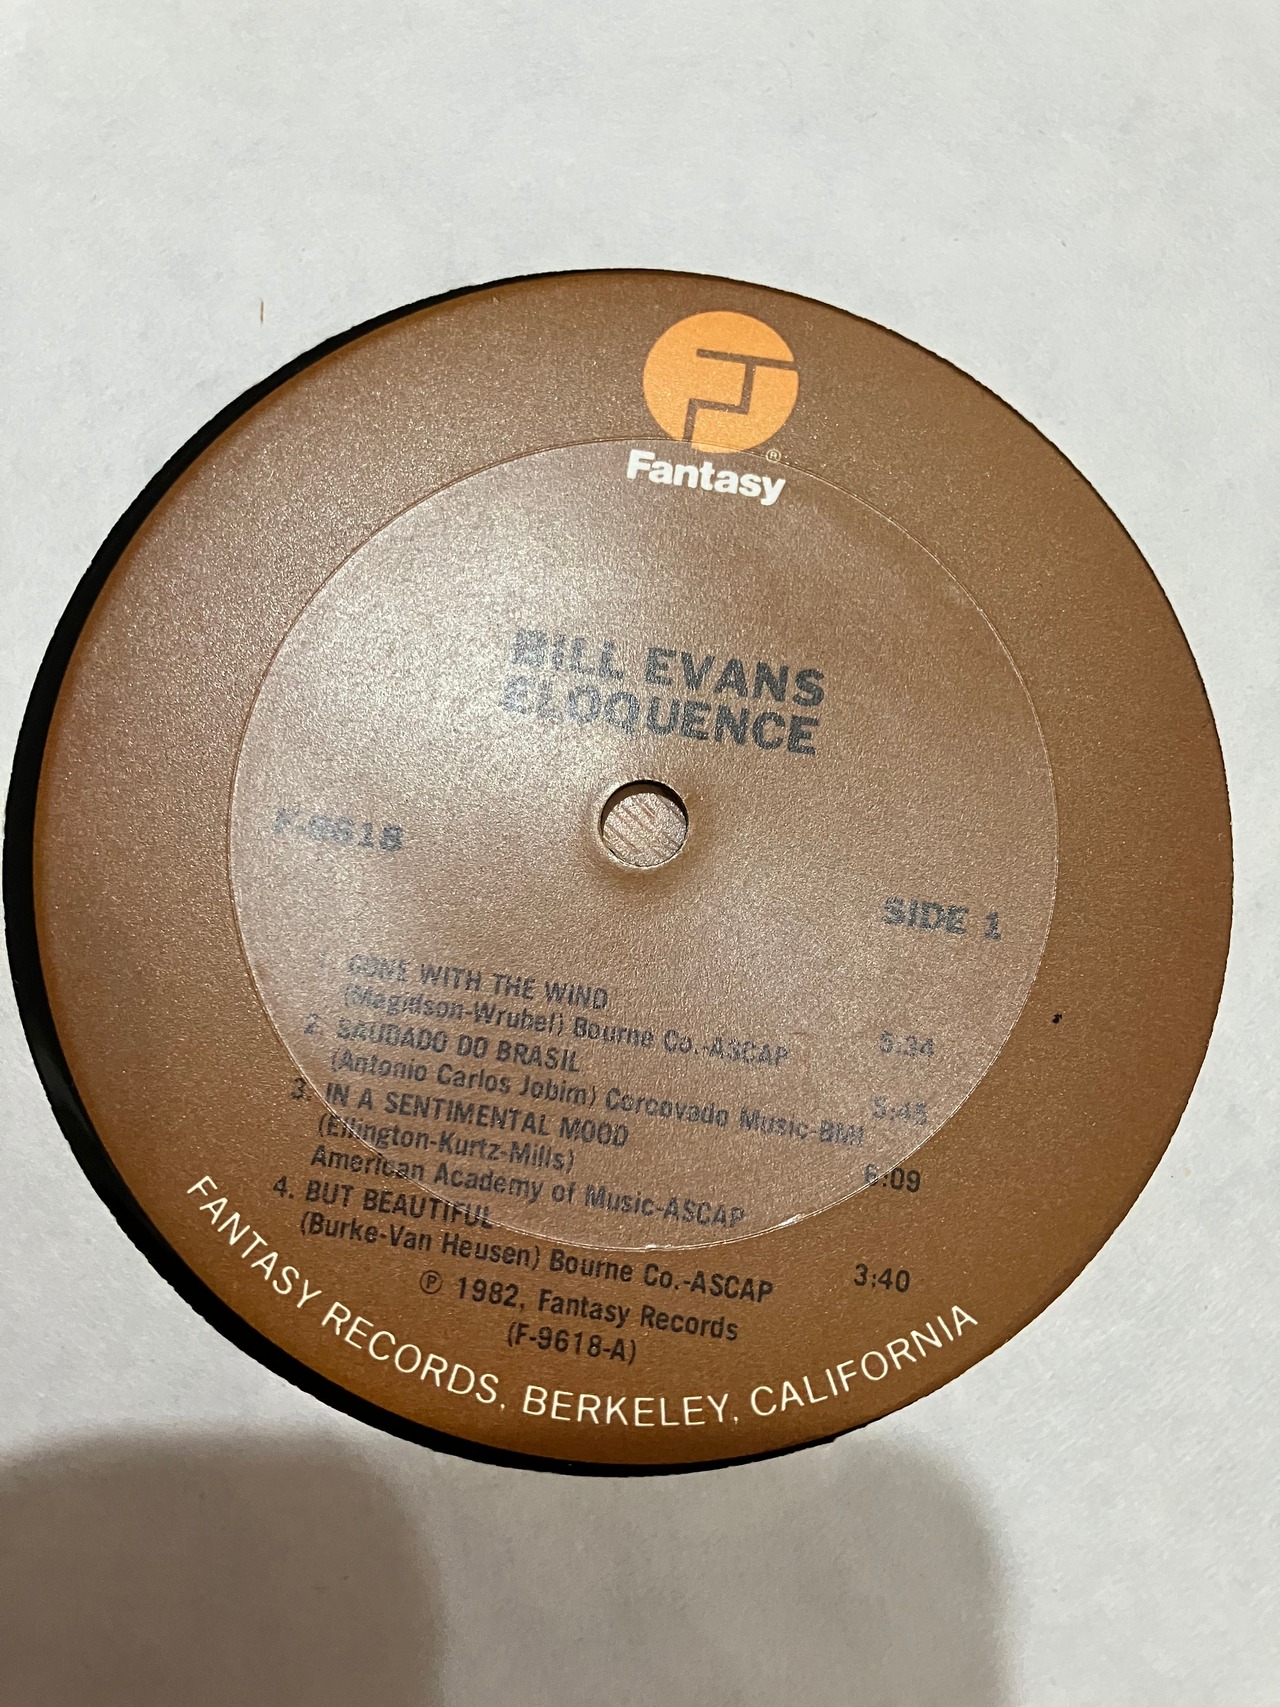 Fantasy®
BILL EVANS
ELOQUENCE
F-9618
SIDE 1
1. GONE WITH THE WIND
(Magidson-Wrubel) Bourne Co.-ASCAP 5:34
2. SAUDADO DO BRASIL
(Antonio Carlos Jobim) Corcovado Music-BMI 5:45
3. IN A SENTIMENTAL MOOD
(Ellington-Kurtz-Mills) 6:09
American Academy of Music-ASCAP
4. BUT BEAUTIFUL
(Burke-Van Heusen) Bourne Co.-ASCAP 3:40
℗ 1982, Fantasy Records
(F-9618-A)
FANTASY RECORDS, BERKELEY, CALIFORNIA